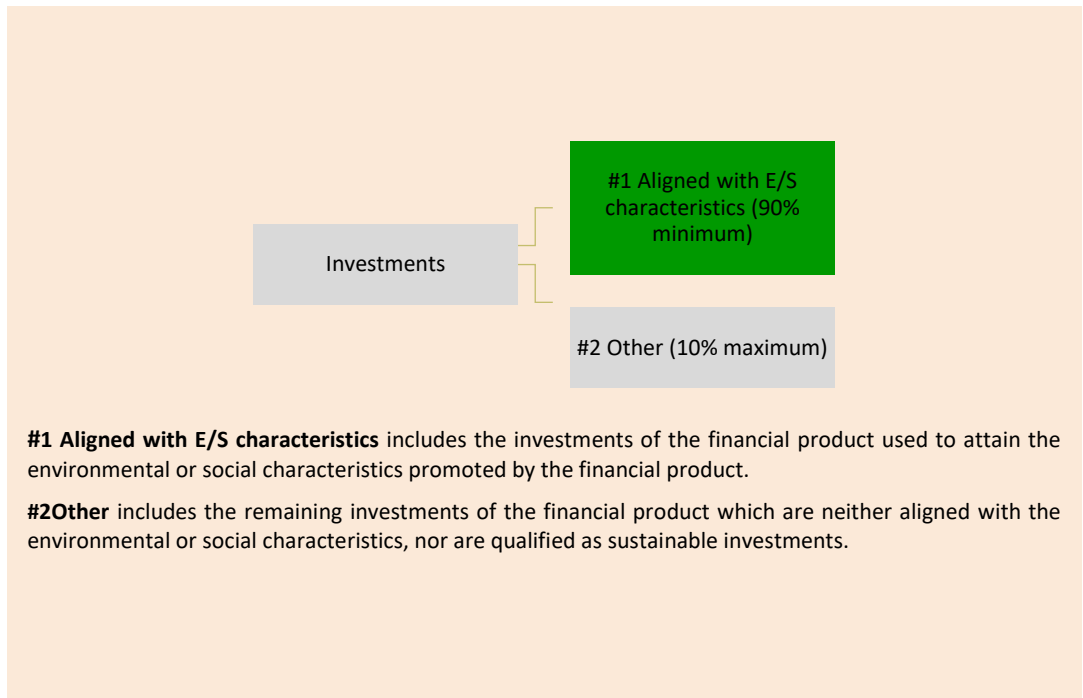 #1 Aligned with E/S
characteristics (90%
minimum)
Investments
#2 Other (10% maximum)
#1 Aligned with E/S characteristics includes the investments of the financial product used to attain the
environmental or social characteristics promoted by the financial product.
#2Other includes the remaining investments of the financial product which are neither aligned with the
environmental or social characteristics, nor are qualified as sustainable investments.